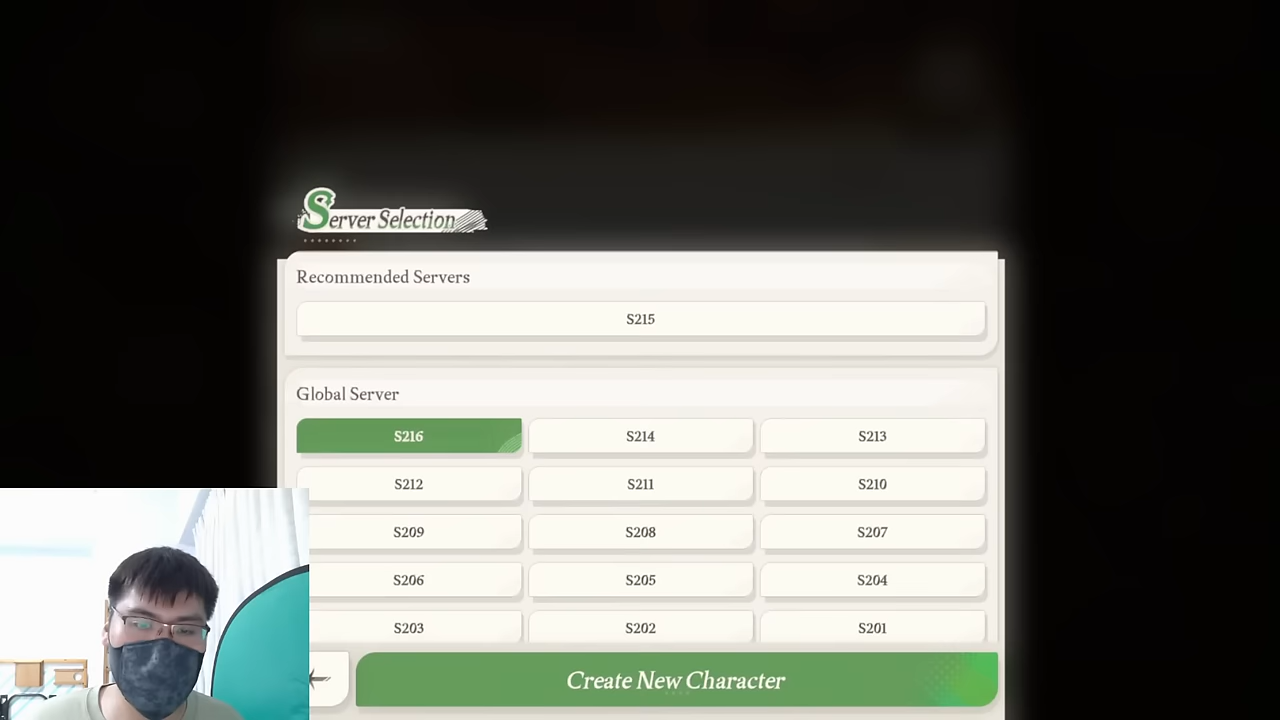 Server Selection
Recommended Servers
S215
Global Server
S216 S214 S213
S212 S211 S210
S209 S208 S207
S206 S205 S204
S203 S202 S201
Create New Character